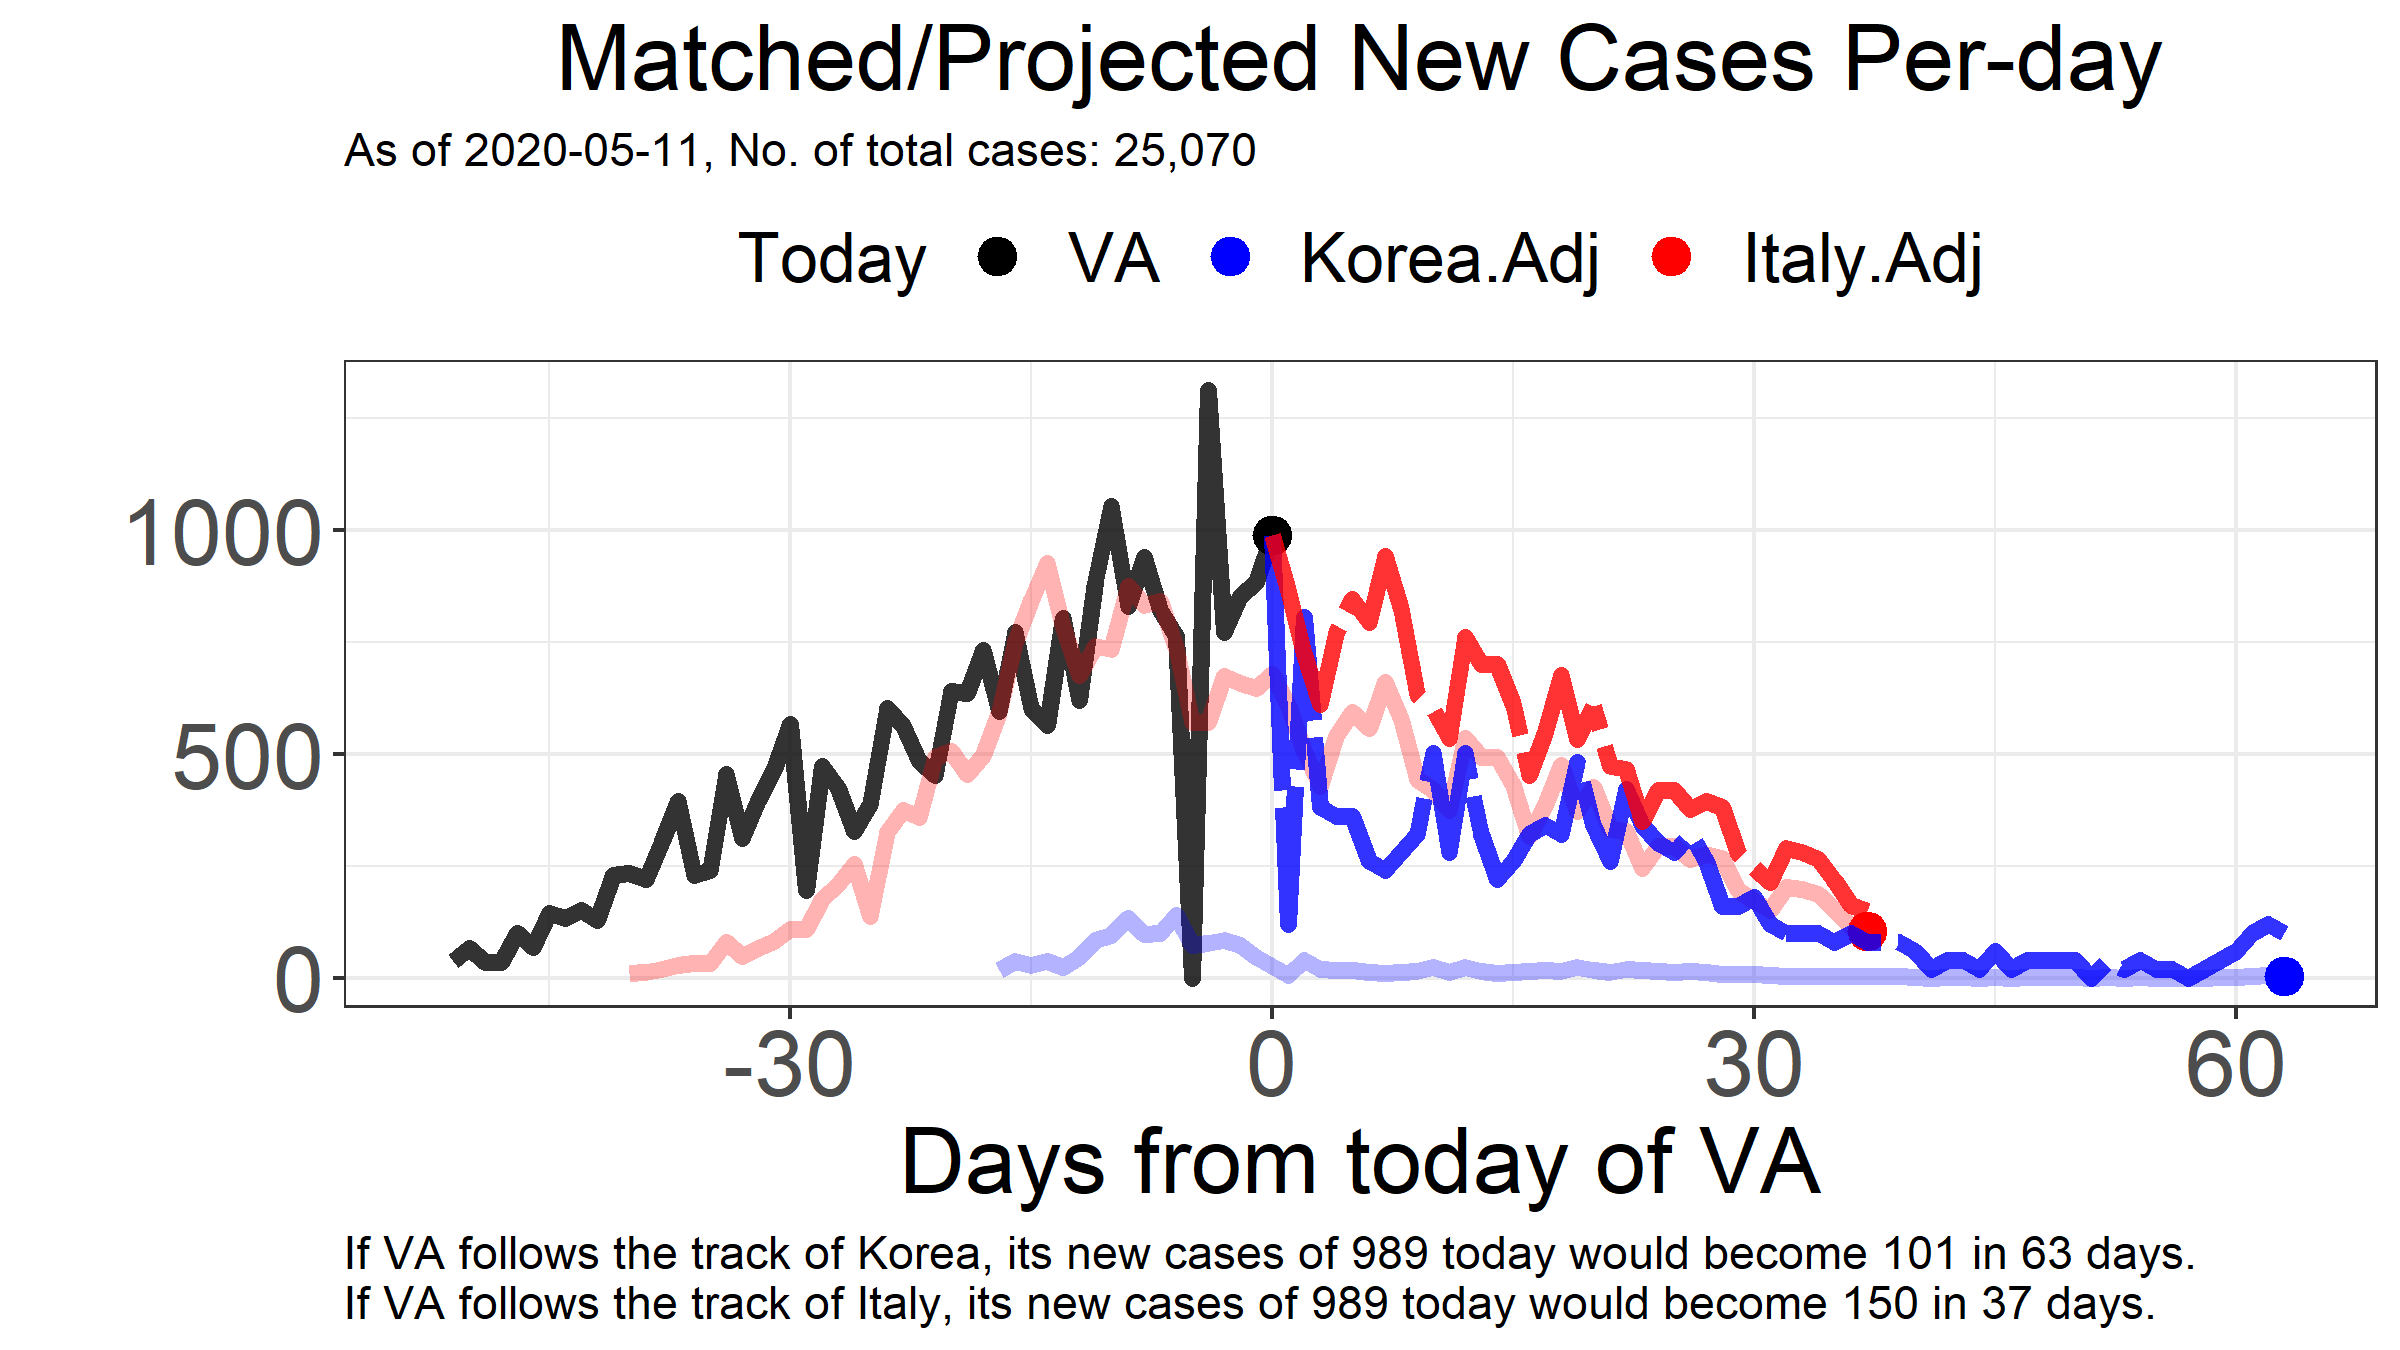 Matched/Projected New Cases Per-day
As of 2020-05-11, No. of total cases: 25,070
Today VA Korea.Adj Italy.Adj
1000
500
0
-30 0 30 60
Days from today of VA
If VA follows the track of Korea, its new cases of 989 today would become 101 in 63 days.
If VA follows the track of Italy, its new cases of 989 today would become 150 in 37 days.